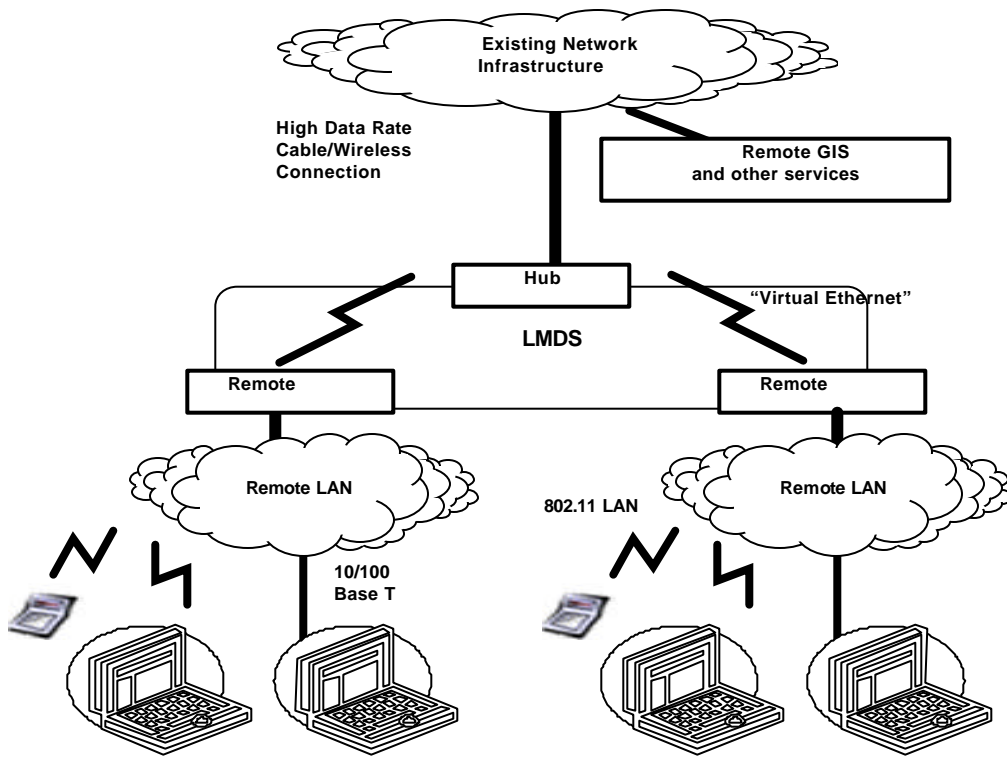 Existing Network
Infrastructure
High Data Rate
Cable/Wireless
Connection
Remote GIS
and other services
Hub
“Virtual Ethernet”
LMDS
Remote
Remote
Remote LAN
Remote LAN
802.11 LAN
10/100
Base T